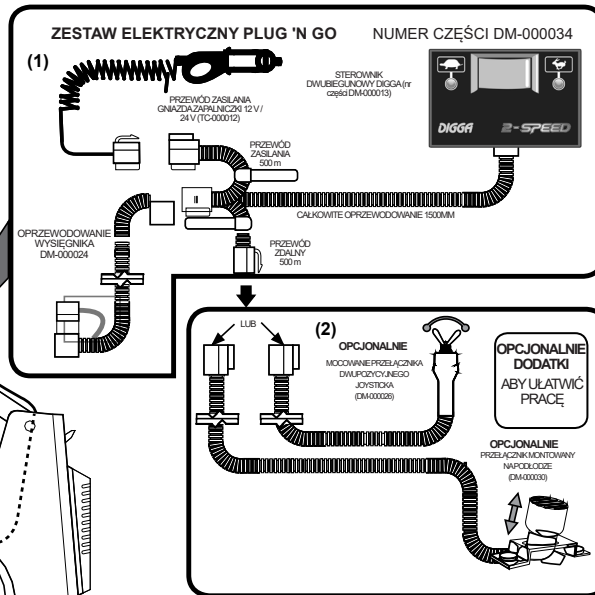 ZESTAW ELEKTRYCZNY PLUG 'N GO
NUMER CZĘŚCI DM-000034
(1)
PRZEWÓD ZASILANIA
GNIAZDA ZAPALNICZKI 12 V /
24 V (TC-000012)
STEROWNIK
DWUBIEGUNOWY DIGGA (nr
części DM-000013)
DIGGA 2-SPEED
PRZEWÓD
ZASILANIA
500 m
CAŁKOWITE OPRZEWODOWANIE 1500MM
OPRZEWODOWANIE
WYSIĘGNIKA
DM-000024
PRZEWÓD
ZDALNY
500 m
LUB
(2)
OPCJONALNIE
MOCOWANIE PRZEŁĄCZNIKA
DWUPOZYCYJNEGO
JOYSTICKA
(DM-000026)
OPCJONALNIE
DODATKI
ABY UŁATWIĆ
PRACĘ
OPCJONALNIE
PRZEŁĄCZNIK MONTOWANY
NA PODŁODZE
(DM-000030)